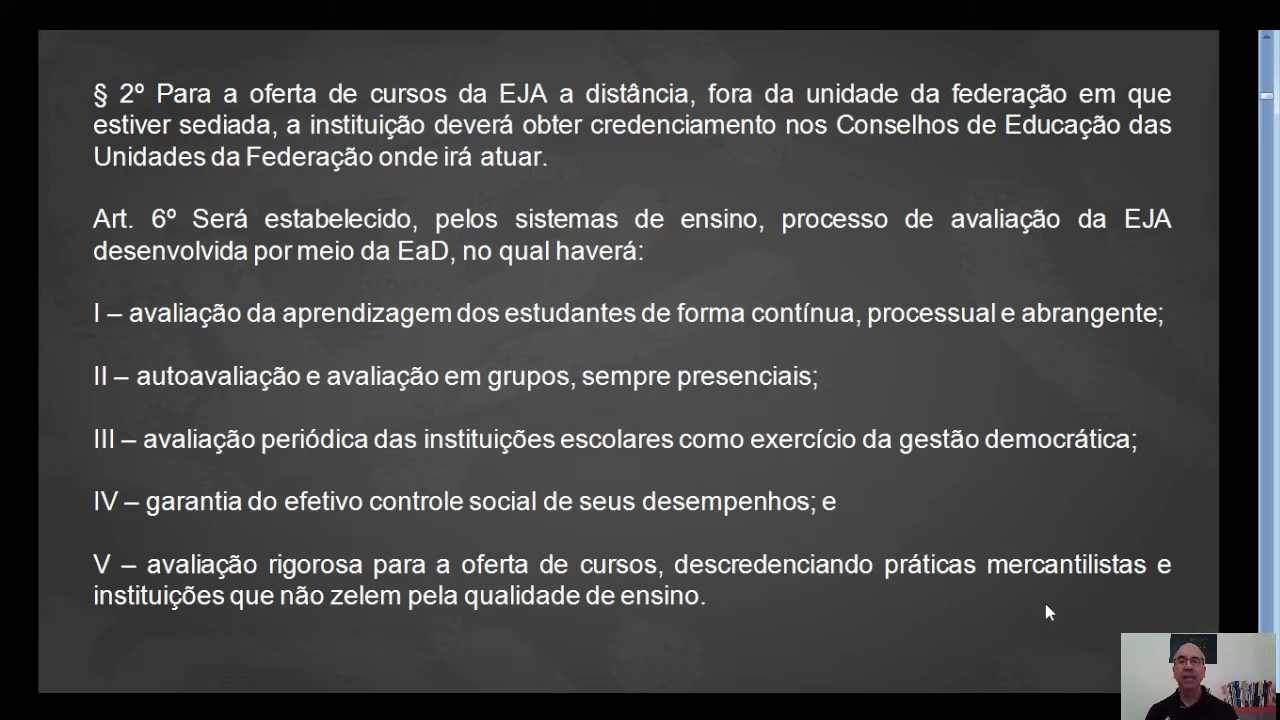 § 2º Para a oferta de cursos da EJA a distância, fora da unidade da federação em que
estiver sediada, a instituição deverá obter credenciamento nos Conselhos de Educação das
Unidades da Federação onde irá atuar.
Art. 6º Será estabelecido, pelos sistemas de ensino, processo de avaliação da EJA
desenvolvida por meio da EaD, no qual haverá:
I – avaliação da aprendizagem dos estudantes de forma contínua, processual e abrangente;
II – autoavaliação e avaliação em grupos, sempre presenciais;
III – avaliação periódica das instituições escolares como exercício da gestão democrática;
IV – garantia do efetivo controle social de seus desempenhos; e
V – avaliação rigorosa para a oferta de cursos, descredenciando práticas mercantilistas e
instituições que não zelem pela qualidade de ensino.